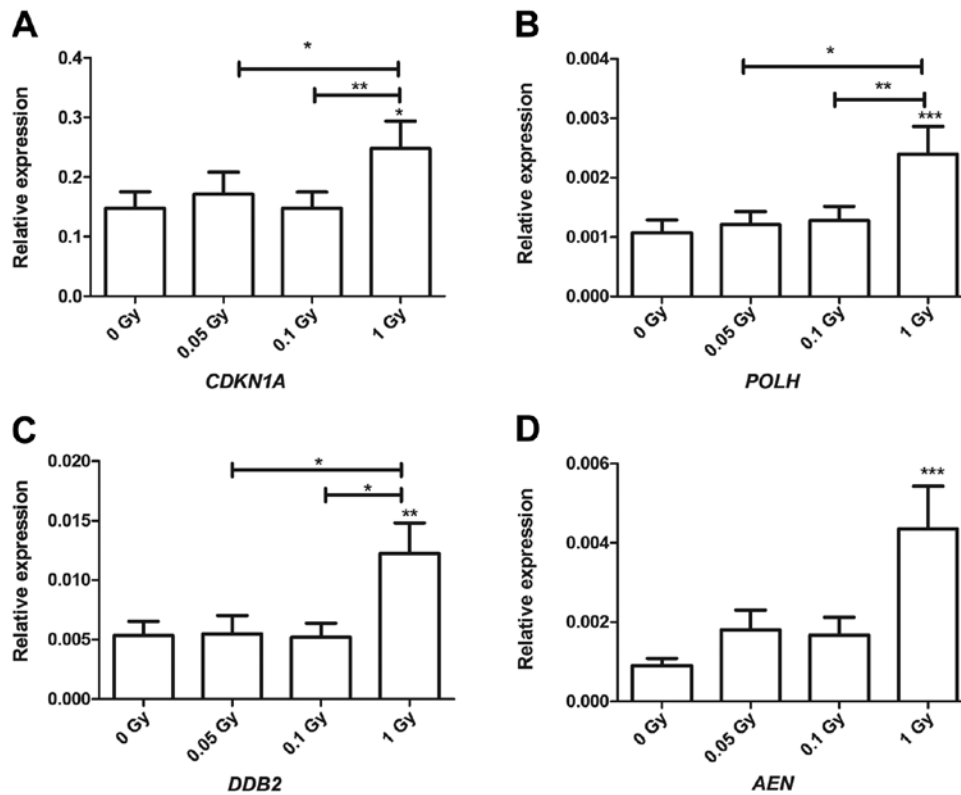 A
Relative expression
0.4
0.3
0.2
0.1
0.0
*
**
*
0 Gy
0.05 Gy
0.1 Gy
1 Gy
CDKN1A
B
Relative expression
0.004
0.003
0.002
0.001
0.000
*
**
***
0 Gy
0.05 Gy
0.1 Gy
1 Gy
POLH
C
Relative expression
0.020
0.015
0.010
0.005
0.000
*
*
**
0 Gy
0.05 Gy
0.1 Gy
1 Gy
DDB2
D
Relative expression
0.006
0.004
0.002
0.000
***
0 Gy
0.05 Gy
0.1 Gy
1 Gy
AEN